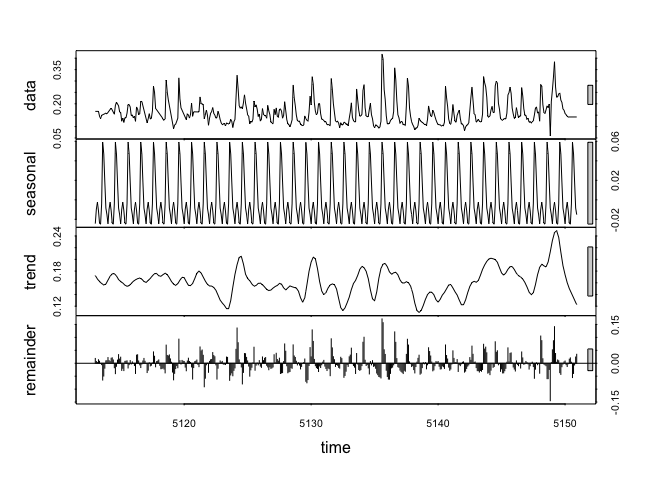 data
0.05 0.20 0.35
seasonal
-0.02 0.02 0.06
trend
0.12 0.18 0.24
remainder
-0.15 0.00 0.15
5120 5130 5140 5150
time